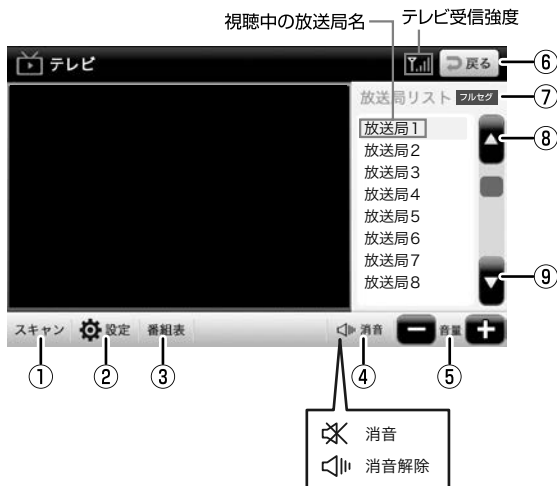 視聴中の放送局名
テレビ受信強度
テレビ
戻る
⑥
放送局リスト フルセグ
⑦
放送局1
⑧
放送局2
放送局3
放送局4
放送局5
放送局6
放送局7
放送局8
⑨
スキャン 設定 番組表 消音 音量
① ② ③ ④ ⑤
消音
消音解除